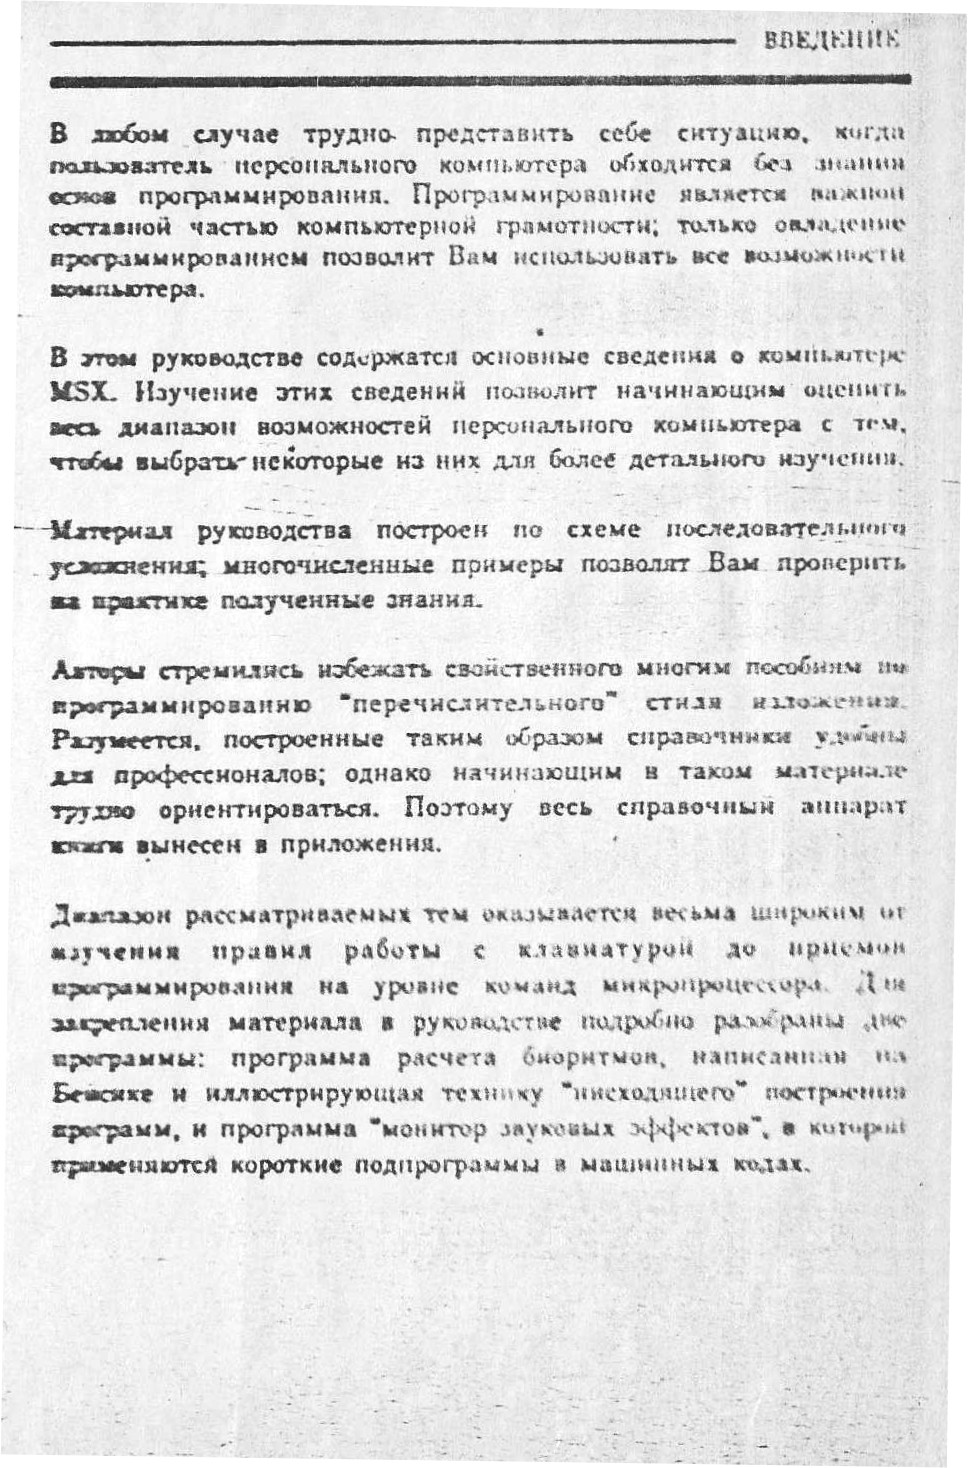 ВВЕДЕНИЕ
В любом случае трудно представить себе ситуацию, когда
пользователь персонального компьютера обходится без знания
основ программирования. Программирование является важной
составной частью компьютерной грамотности; только овладение
программированием позволит Вам использовать все возможности
компьютера.
В этом руководстве содержатся основные сведения о компьютере
MSX. Изучение этих сведений позволит начинающим оценить
весь диапазон возможностей персонального компьютера с тем,
чтобы выбрать некоторые из них для более детального изучения.
Материал руководства построен по схеме последовательного
усложнения; многочисленные примеры позволят Вам проверить
на практике полученные знания.
Авторы стремились избежать свойственного многим пособиям по
программированию "перечислительного" стиля изложения.
Разумеется, построенные таким образом справочники удобны
для профессионалов; однако начинающим в таком материале
трудно ориентироваться. Поэтому весь справочный аппарат
книги вынесен в приложения.
Диапазон рассматриваемых тем оказывается весьма широким от
изучения правил работы с клавиатурой до приемов
программирования на уровне команд микропроцессора. Для
закрепления материала в руководстве подробно разобраны две
программы: программа расчета биоритмов, написанная на
Бейсике и иллюстрирующая технику "нисходящего" построения
программ, и программа "монитор звуковых эффектов", в которой
применяются короткие подпрограммы в машинных кодах.